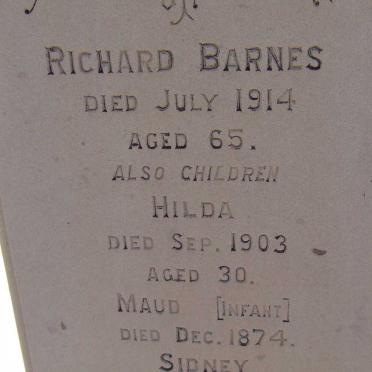 RICHARD BARNES
DIED JULY 1914
AGED 65.
ALSO CHILDREN
HILDA
DIED SEP. 1903
AGED 30.
MAUD [INFANT]
DIED DEC. 1874.
SIDNEY